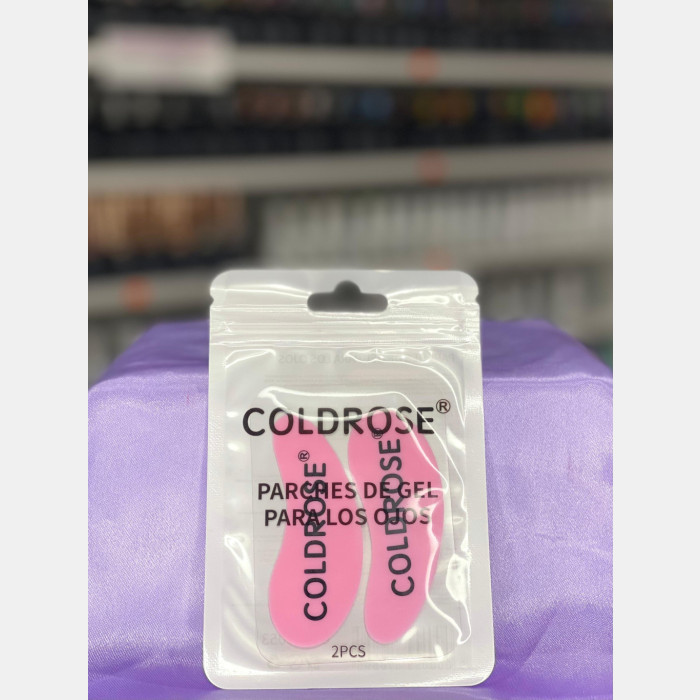 COLDROSE®
PARCHES DE GEL
PARA LOS OJOS
COLDROSE®
COLDROSE®
2PCS